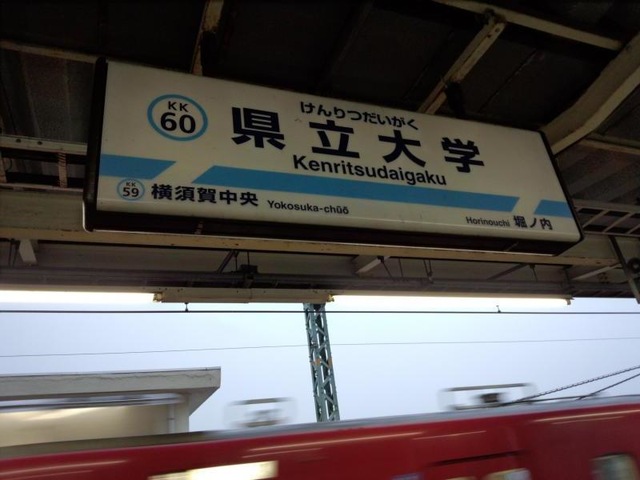 KK
60
けんりつだいがく
県立大学
Kenritsudaigaku
KK
59
横須賀中央 Yokosuka-chūō
Horinouchi 堀ノ内